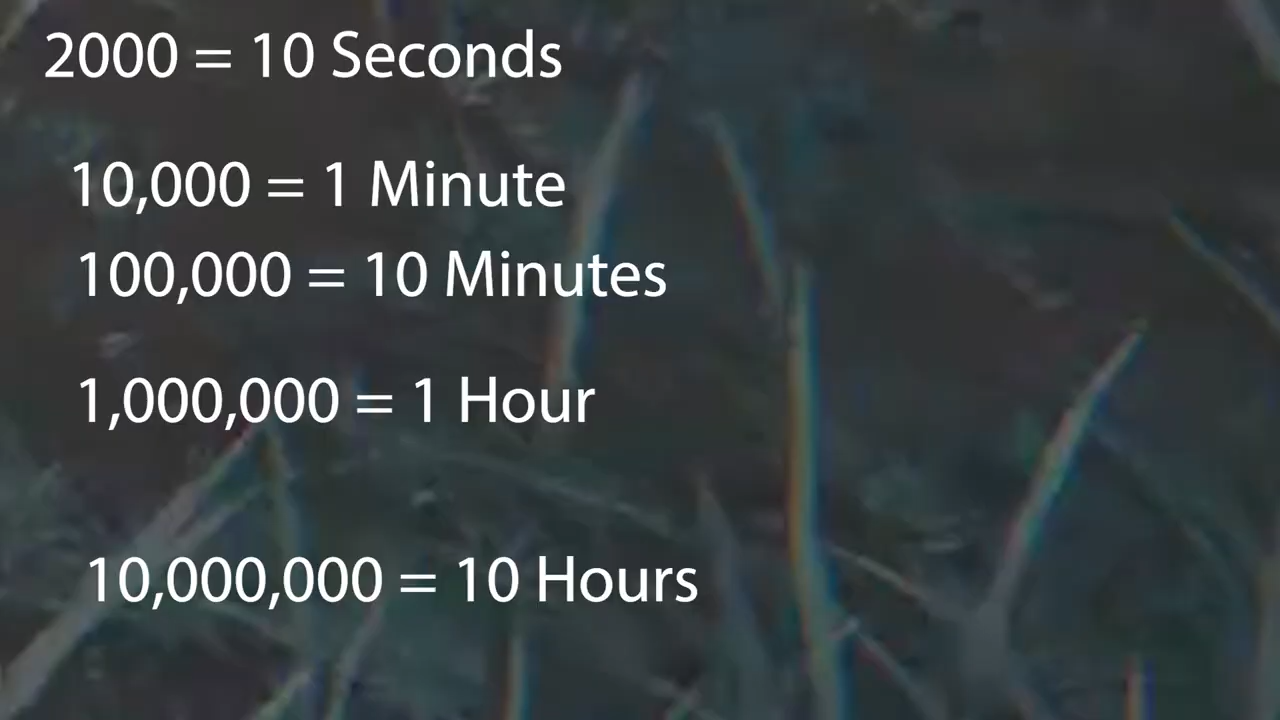 2000 = 10 Seconds
10,000 = 1 Minute
100,000 = 10 Minutes
1,000,000 = 1 Hour
10,000,000 = 10 Hours